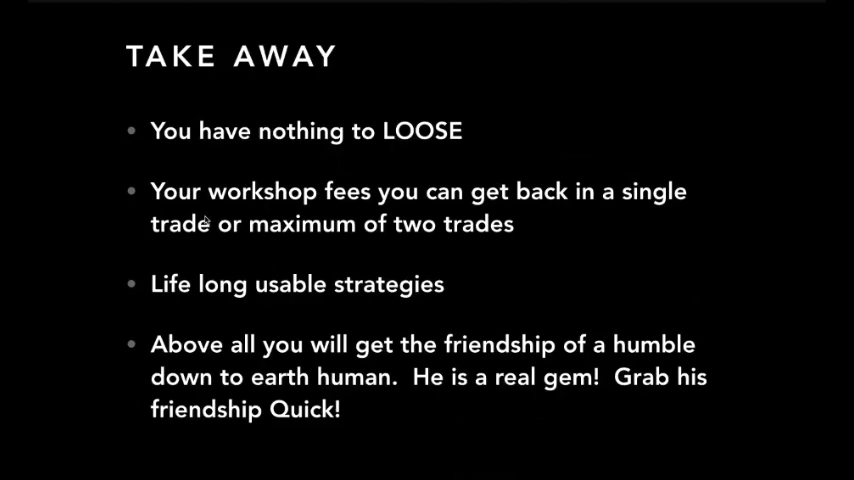 TAKE AWAY
• You have nothing to LOOSE
• Your workshop fees you can get back in a single
trade or maximum of two trades
• Life long usable strategies
• Above all you will get the friendship of a humble
down to earth human.  He is a real gem!  Grab his
friendship Quick!